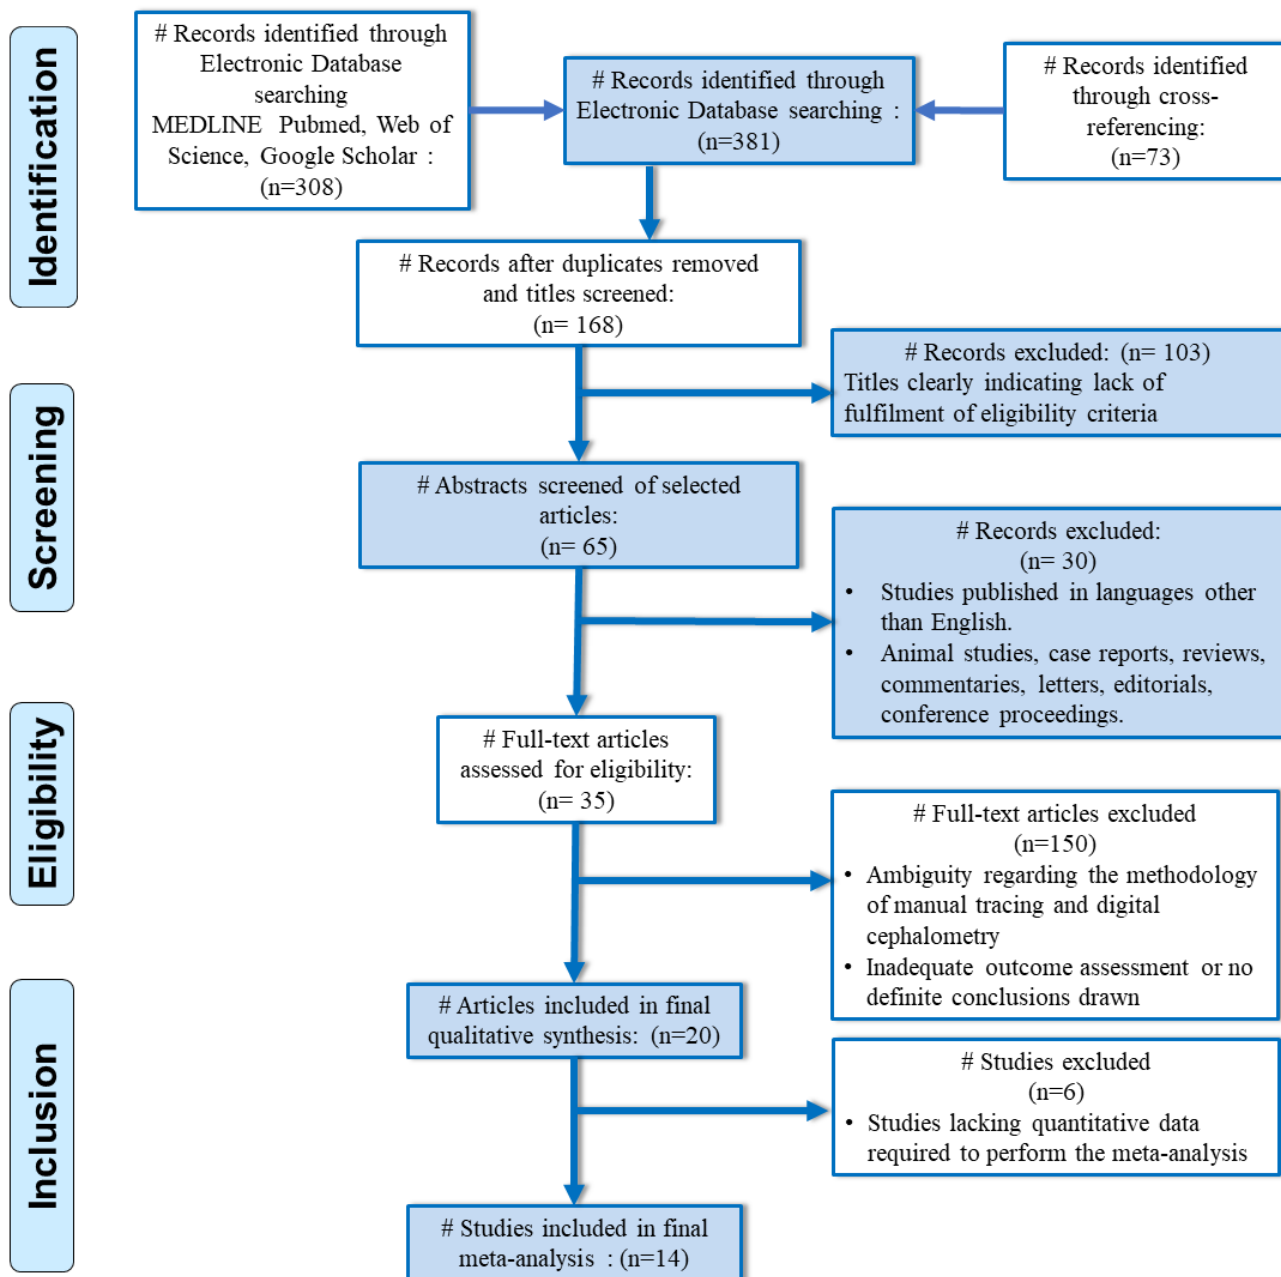 Identification
# Records identified through
Electronic Database
searching
MEDLINE Pubmed, Web of
Science, Google Scholar :
(n=308)
# Records identified through
Electronic Database searching :
(n=381)
# Records identified
through cross-
referencing:
(n=73)
# Records after duplicates removed
and titles screened:
(n= 168)
Screening
# Records excluded: (n= 103)
Titles clearly indicating lack of
fulfilment of eligibility criteria
# Abstracts screened of selected
articles:
(n= 65)
# Records excluded:
(n= 30)
• Studies published in languages other
than English.
• Animal studies, case reports, reviews,
commentaries, letters, editorials,
conference proceedings.
Eligibility
# Full-text articles
assessed for eligibility:
(n= 35)
# Full-text articles excluded
(n=150)
• Ambiguity regarding the methodology
of manual tracing and digital
cephalometry
• Inadequate outcome assessment or no
definite conclusions drawn
Inclusion
# Articles included in final
qualitative synthesis: (n=20)
# Studies excluded
(n=6)
• Studies lacking quantitative data
required to perform the meta-analysis
# Studies included in final
meta-analysis : (n=14)